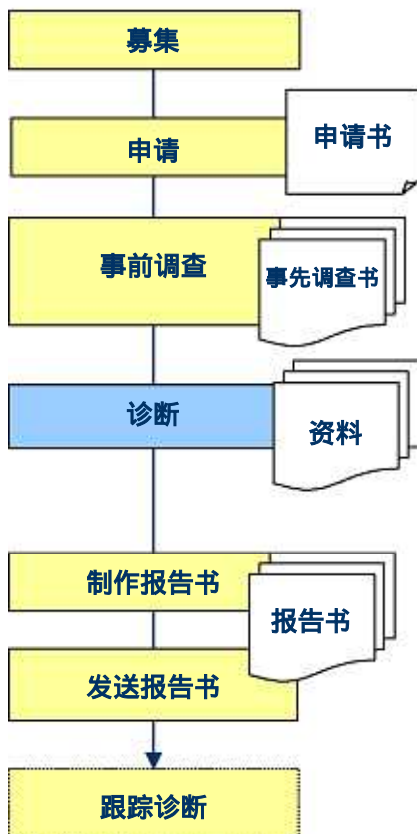 募集
申请
申请书
事前调查
事先调查书
诊断
资料
制作报告书
报告书
发送报告书
跟踪诊断